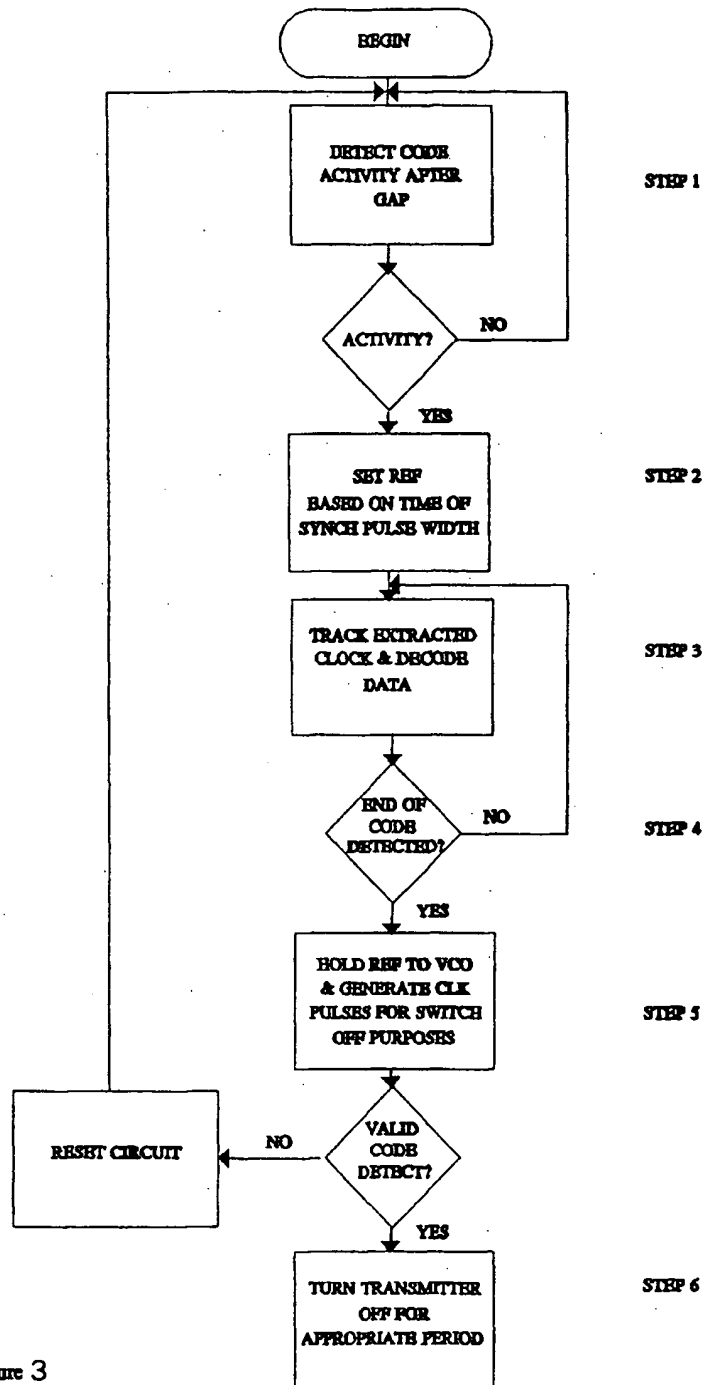 BEGIN
DETECT CODE
ACTIVITY AFTER
GAP
STEP 1
ACTIVITY?
NO
YES
SET REF
BASED ON TIME OF
SYNCH PULSE WIDTH
STEP 2
TRACK EXTRACTED
CLOCK & DECODE
DATA
STEP 3
END OF
CODE
DETECTED?
NO
STEP 4
YES
HOLD REF TO VCO
& GENERATE CLK
PULSES FOR SWITCH
OFF PURPOSES
STEP 5
RESET CIRCUIT
NO
VALID
CODE
DETECT?
YES
TURN TRANSMITTER
OFF FOR
APPROPRIATE PERIOD
STEP 6
ure 3